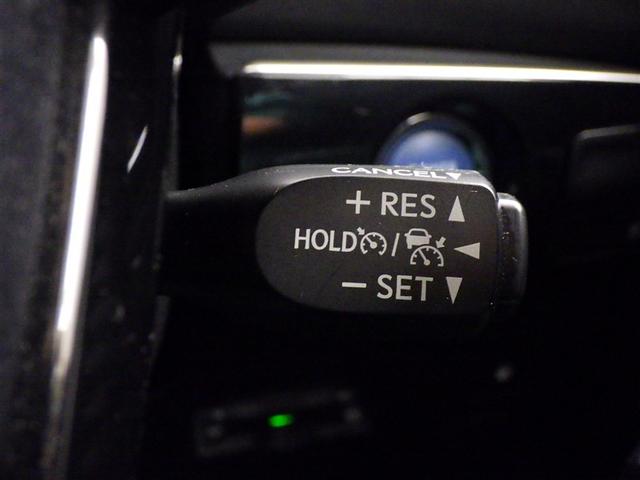 CANCEL
+ RES
HOLD /
− SET